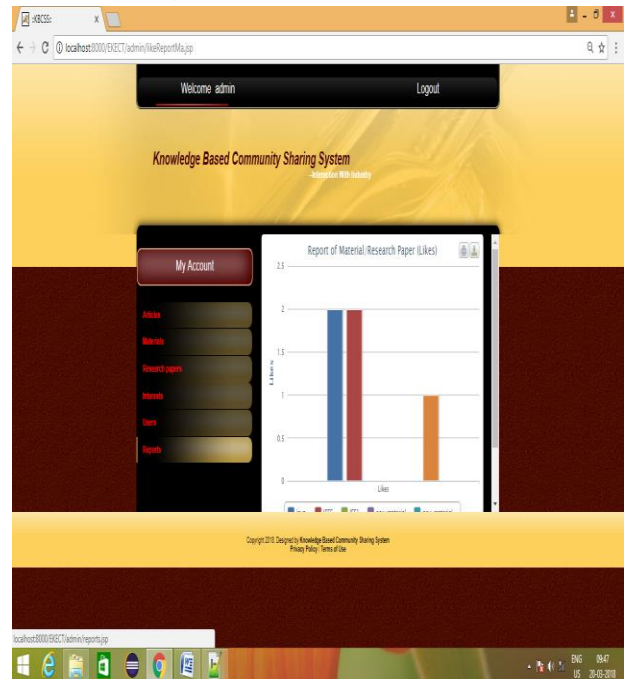 :KBCSS:
localhost:8000/EKECT/admin/likeReportMa.jsp
Welcome admin
Logout
Knowledge Based Community Sharing System
--Interaction With Industry
My Account
Articles
Materials
Research papers
Interests
Users
Reports
Report of Material/Research Paper (Likes)
2.5
2
1.5
1
0.5
0
Likes
Likes
Copyright 2018. Designed by Knowledge Based Community Sharing System
Privacy Policy | Terms of Use
localhost:8000/EKECT/admin/reports.jsp
ENG 09:47
US 20-03-2018